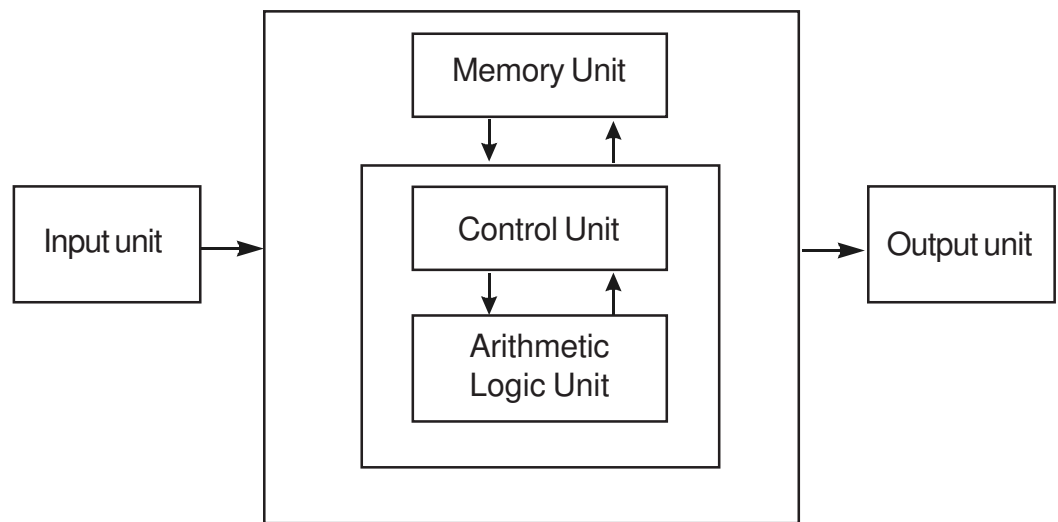 Memory Unit
Input unit
Control Unit
Output unit
Arithmetic
Logic Unit